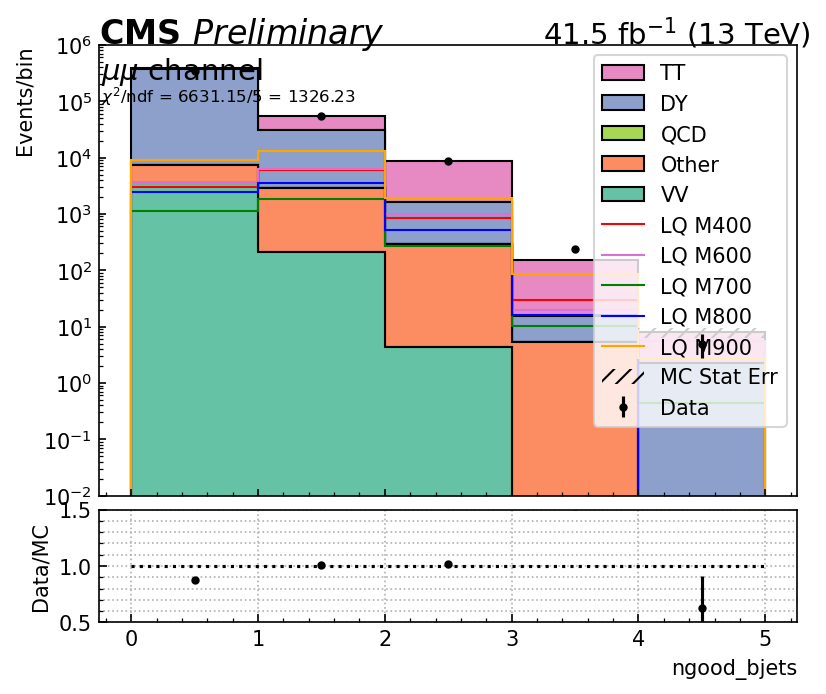 CMS Preliminary 41.5 fb⁻¹ (13 TeV)
μμ channel
χ²/ndf = 6631.15/5 = 1326.23
Events/bin
10⁶
10⁵
10⁴
10³
10²
10¹
10⁰
10⁻¹
10⁻²
TT
DY
QCD
Other
VV
LQ M400
LQ M600
LQ M700
LQ M800
LQ M900
MC Stat Err
Data
Data/MC
1.5
1.0
0.5
0 1 2 3 4 5
ngood_bjets